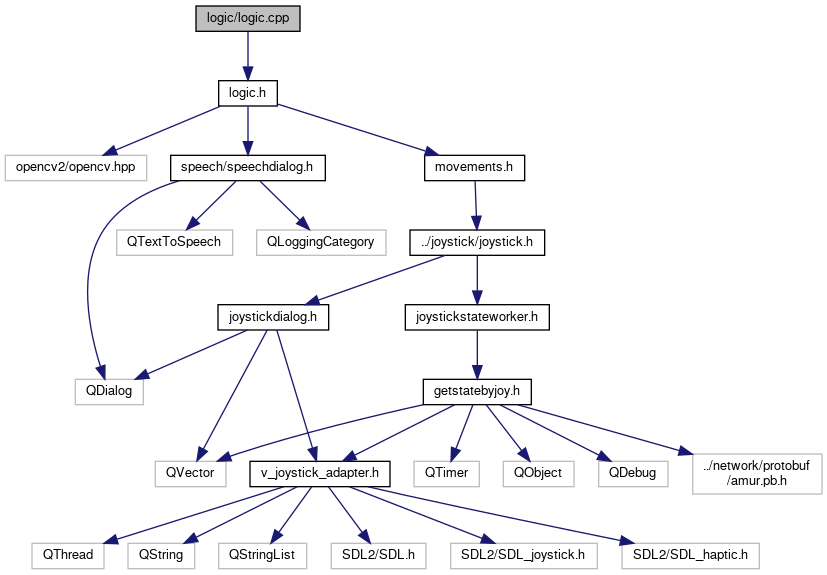 logic/logic.cpp
logic.h
opencv2/opencv.hpp
speech/speechdialog.h
movements.h
QTextToSpeech
QLoggingCategory
../joystick/joystick.h
joystickdialog.h
joystickstateworker.h
QDialog
getstatebyjoy.h
QVector
v_joystick_adapter.h
QTimer
QObject
QDebug
../network/protobuf
/amur.pb.h
QThread
QString
QStringList
SDL2/SDL.h
SDL2/SDL_joystick.h
SDL2/SDL_haptic.h